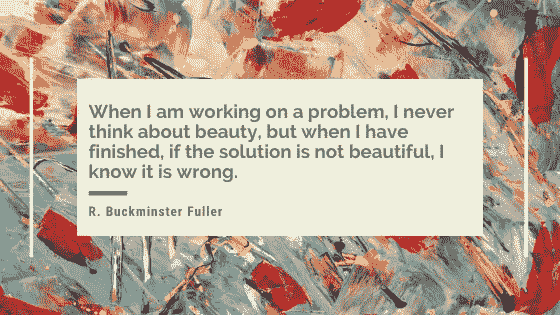 When I am working on a problem, I never
think about beauty, but when I have
finished, if the solution is not beautiful, I
know it is wrong.
R. Buckminster Fuller